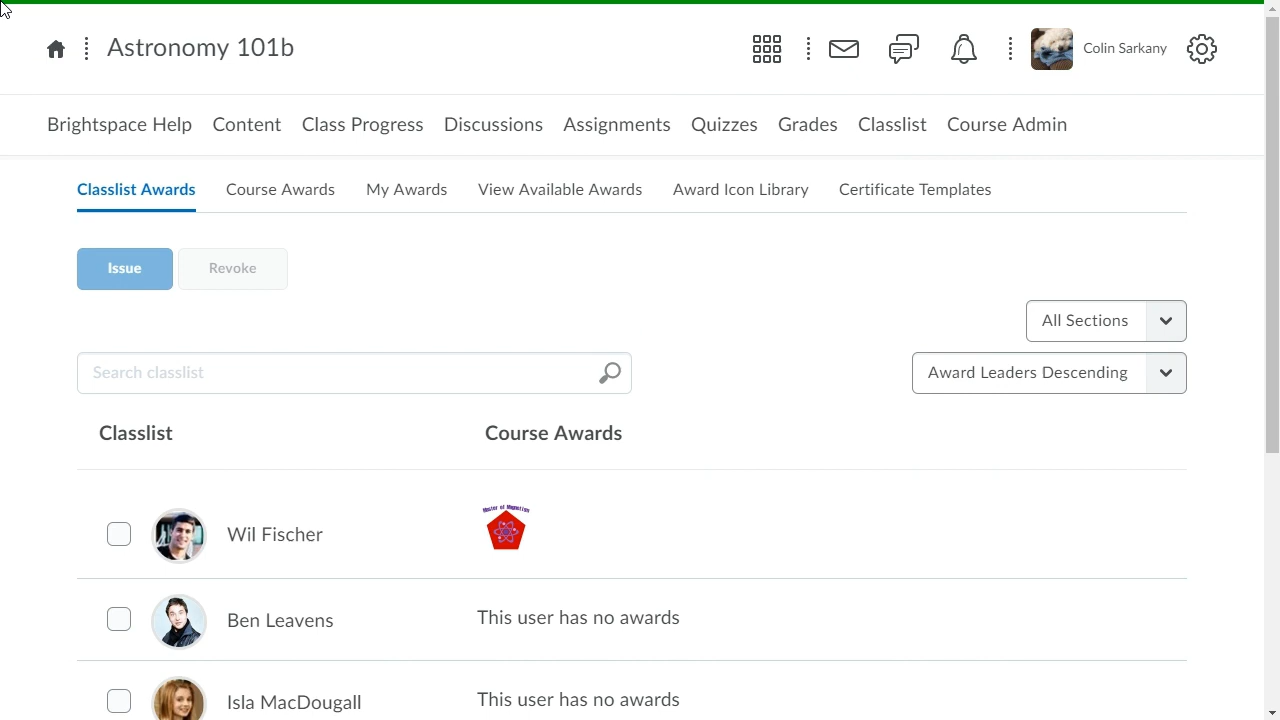 Astronomy 101b
Colin Sarkany
Brightspace Help Content Class Progress Discussions Assignments Quizzes Grades Classlist Course Admin
Classlist Awards Course Awards My Awards View Available Awards Award Icon Library Certificate Templates
Issue Revoke
All Sections
Search classlist Award Leaders Descending
Classlist Course Awards
Master of Magnetism
Wil Fischer
Ben Leavens This user has no awards
Isla MacDougall This user has no awards